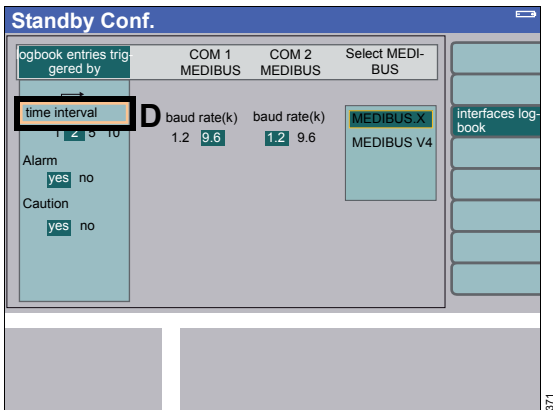 Standby Conf.
logbook entries trig-
gered by
COM 1
MEDIBUS
COM 2
MEDIBUS
Select MEDI-
BUS
time interval
1 2 5 10
Alarm
yes no
Caution
yes no
D
baud rate(k)
1.2 9.6
baud rate(k)
1.2 9.6
MEDIBUS.X
MEDIBUS V4
interfaces log-
book
371